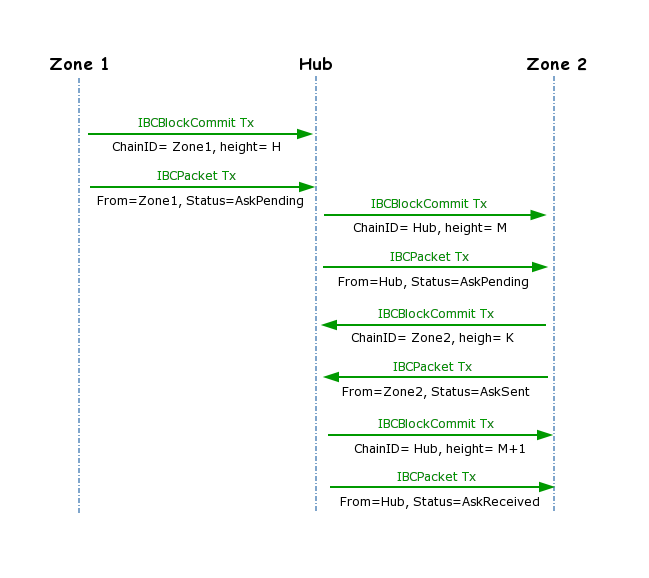 Zone 1
Hub
Zone 2
IBCBlockCommit Tx
ChainID= Zone1, height= H
IBCPacket Tx
From=Zone1, Status=AskPending
IBCBlockCommit Tx
ChainID= Hub, height= M
IBCPacket Tx
From=Hub, Status=AskPending
IBCBlockCommit Tx
ChainID= Zone2, heigh= K
IBCPacket Tx
From=Zone2, Status=AskSent
IBCBlockCommit Tx
ChainID= Hub, height= M+1
IBCPacket Tx
From=Hub, Status=AskReceived